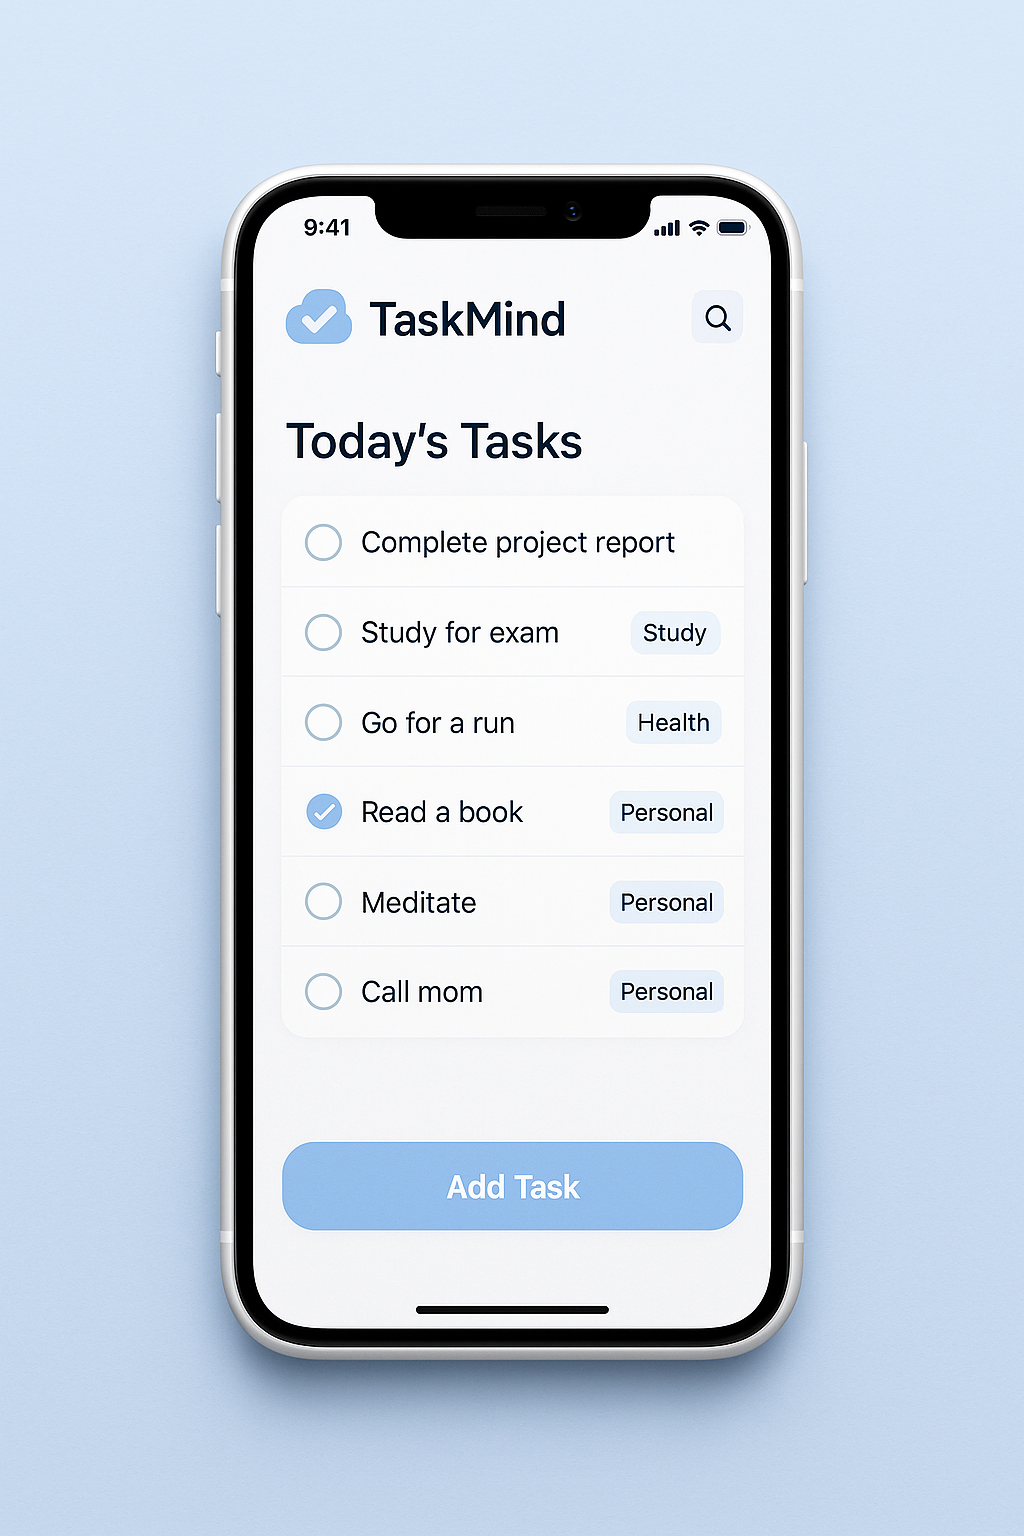 9:41
TaskMind
Today’s Tasks
Complete project report
Study for exam Study
Go for a run Health
Read a book Personal
Meditate Personal
Call mom Personal
Add Task